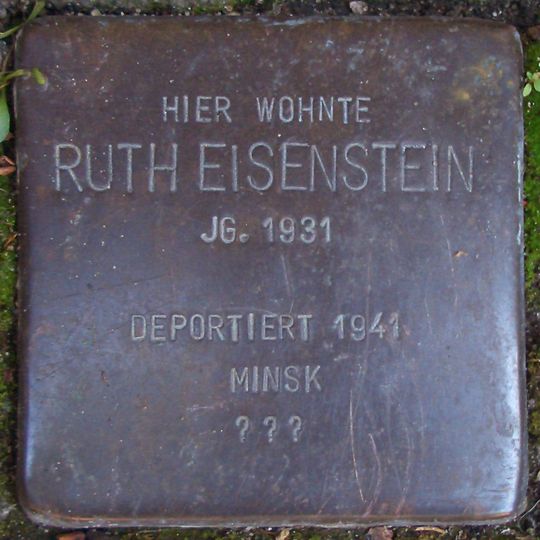 HIER WOHNTE
RUTH EISENSTEIN
JG. 1931
DEPORTIERT 1941
MINSK
???